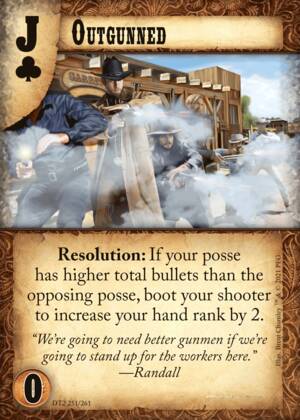 J
OUTGUNNED
Resolution: If your posse
has higher total bullets than the
opposing posse, boot your shooter
to increase your hand rank by 2.
“We’re going to need better gunmen if we’re
going to stand up for the workers here.”
—Randall
0
DT2 251/261